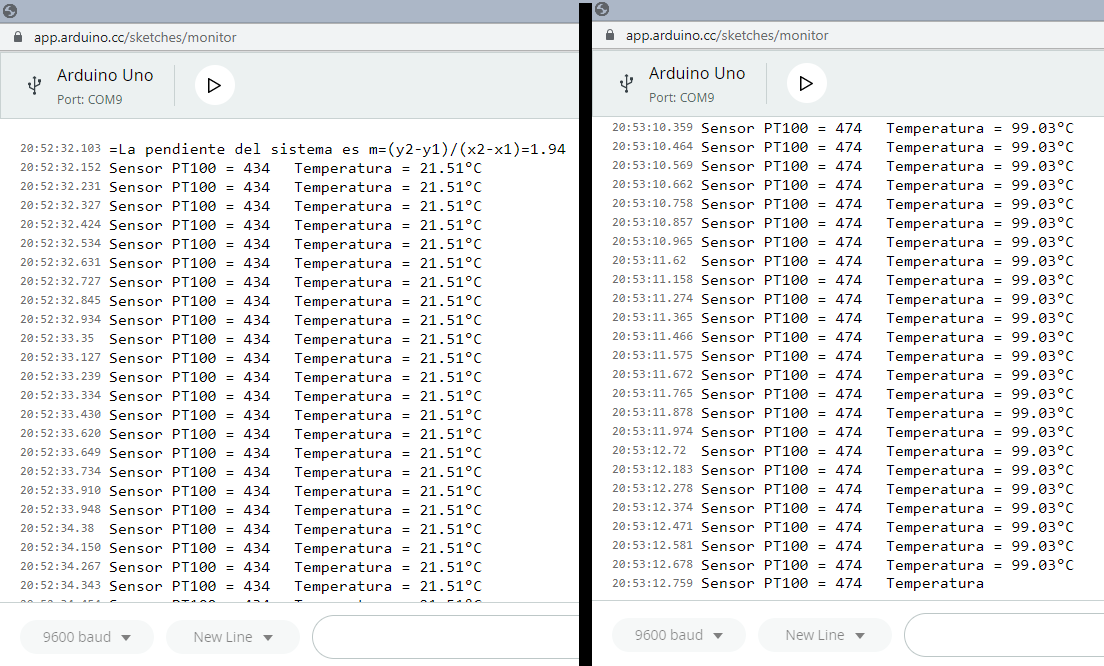 app.arduino.cc/sketches/monitor
Arduino Uno
Port: COM9
20:52:32.103 =La pendiente del sistema es m=(y2-y1)/(x2-x1)=1.94
20:52:32.152 Sensor PT100 = 434 Temperatura = 21.51°C
20:52:32.231 Sensor PT100 = 434 Temperatura = 21.51°C
20:52:32.327 Sensor PT100 = 434 Temperatura = 21.51°C
20:52:32.424 Sensor PT100 = 434 Temperatura = 21.51°C
20:52:32.534 Sensor PT100 = 434 Temperatura = 21.51°C
20:52:32.631 Sensor PT100 = 434 Temperatura = 21.51°C
20:52:32.727 Sensor PT100 = 434 Temperatura = 21.51°C
20:52:32.845 Sensor PT100 = 434 Temperatura = 21.51°C
20:52:32.934 Sensor PT100 = 434 Temperatura = 21.51°C
20:52:33.35 Sensor PT100 = 434 Temperatura = 21.51°C
20:52:33.127 Sensor PT100 = 434 Temperatura = 21.51°C
20:52:33.239 Sensor PT100 = 434 Temperatura = 21.51°C
20:52:33.334 Sensor PT100 = 434 Temperatura = 21.51°C
20:52:33.430 Sensor PT100 = 434 Temperatura = 21.51°C
20:52:33.620 Sensor PT100 = 434 Temperatura = 21.51°C
20:52:33.649 Sensor PT100 = 434 Temperatura = 21.51°C
20:52:33.734 Sensor PT100 = 434 Temperatura = 21.51°C
20:52:33.910 Sensor PT100 = 434 Temperatura = 21.51°C
20:52:33.948 Sensor PT100 = 434 Temperatura = 21.51°C
20:52:34.38 Sensor PT100 = 434 Temperatura = 21.51°C
20:52:34.150 Sensor PT100 = 434 Temperatura = 21.51°C
20:52:34.267 Sensor PT100 = 434 Temperatura = 21.51°C
20:52:34.343 Sensor PT100 = 434 Temperatura = 21.51°C
9600 baud
New Line
app.arduino.cc/sketches/monitor
Arduino Uno
Port: COM9
20:53:10.359 Sensor PT100 = 474 Temperatura = 99.03°C
20:53:10.464 Sensor PT100 = 474 Temperatura = 99.03°C
20:53:10.569 Sensor PT100 = 474 Temperatura = 99.03°C
20:53:10.662 Sensor PT100 = 474 Temperatura = 99.03°C
20:53:10.758 Sensor PT100 = 474 Temperatura = 99.03°C
20:53:10.857 Sensor PT100 = 474 Temperatura = 99.03°C
20:53:10.965 Sensor PT100 = 474 Temperatura = 99.03°C
20:53:11.62 Sensor PT100 = 474 Temperatura = 99.03°C
20:53:11.158 Sensor PT100 = 474 Temperatura = 99.03°C
20:53:11.274 Sensor PT100 = 474 Temperatura = 99.03°C
20:53:11.365 Sensor PT100 = 474 Temperatura = 99.03°C
20:53:11.466 Sensor PT100 = 474 Temperatura = 99.03°C
20:53:11.575 Sensor PT100 = 474 Temperatura = 99.03°C
20:53:11.672 Sensor PT100 = 474 Temperatura = 99.03°C
20:53:11.765 Sensor PT100 = 474 Temperatura = 99.03°C
20:53:11.878 Sensor PT100 = 474 Temperatura = 99.03°C
20:53:11.974 Sensor PT100 = 474 Temperatura = 99.03°C
20:53:12.72 Sensor PT100 = 474 Temperatura = 99.03°C
20:53:12.183 Sensor PT100 = 474 Temperatura = 99.03°C
20:53:12.278 Sensor PT100 = 474 Temperatura = 99.03°C
20:53:12.374 Sensor PT100 = 474 Temperatura = 99.03°C
20:53:12.471 Sensor PT100 = 474 Temperatura = 99.03°C
20:53:12.581 Sensor PT100 = 474 Temperatura = 99.03°C
20:53:12.678 Sensor PT100 = 474 Temperatura = 99.03°C
20:53:12.759 Sensor PT100 = 474 Temperatura
9600 baud
New Line